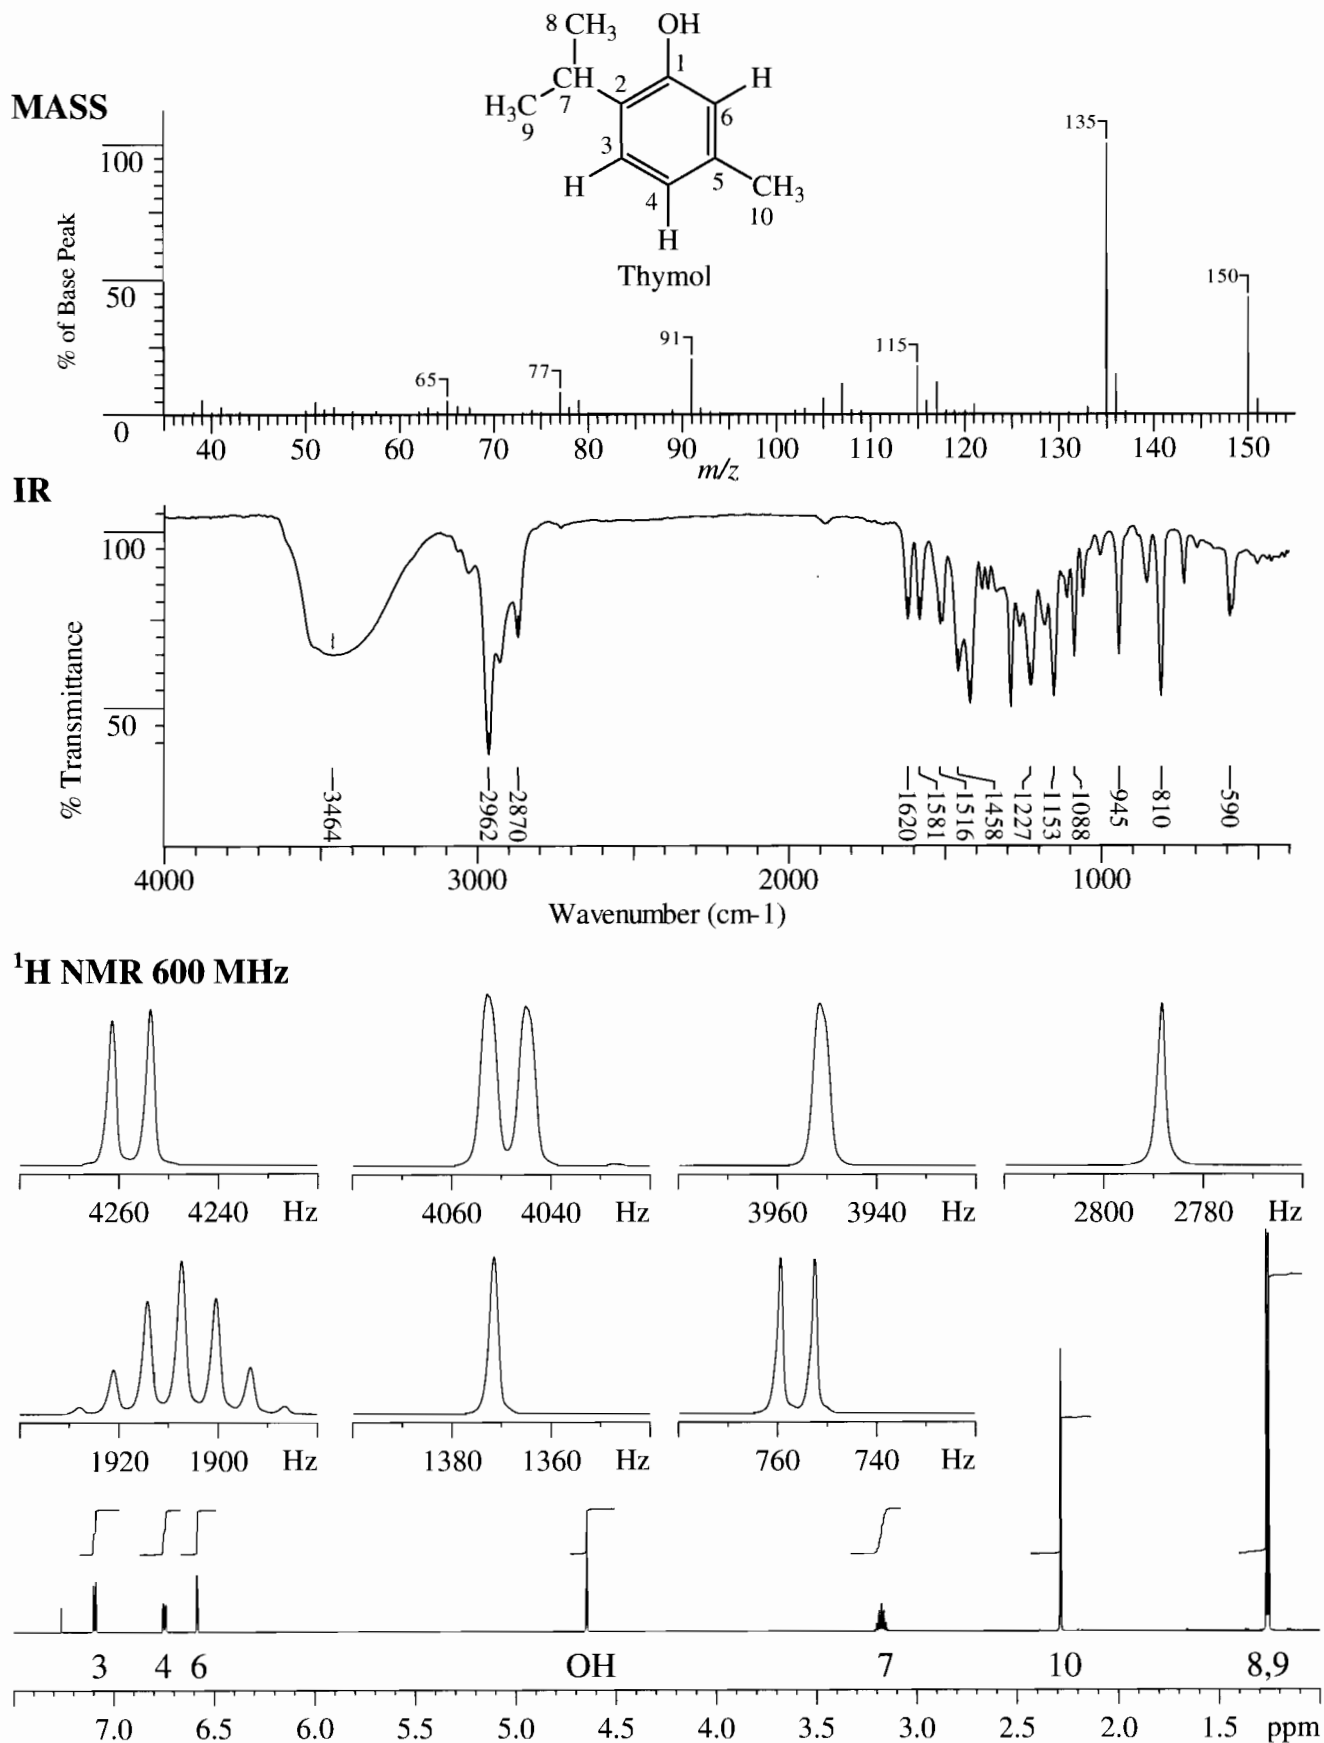 8 CH₃ OH
1
CH 2 H
MASS H₃C 7 6
9
135
100
3
H 5 CH₃
4 10
H
Thymol
% of Base Peak
50
150
91
115
77
65
0
40 50 60 70 80 90 100 110 120 130 140 150
m/z
IR
100
% Transmittance
50
3464 2962 2870 1620 1581 1516 1458 1227 1153 1088 945 810 590
4000 3000 2000 1000
Wavenumber (cm-1)
¹H NMR 600 MHz
4260 4240 Hz 4060 4040 Hz 3960 3940 Hz 2800 2780 Hz
1920 1900 Hz 1380 1360 Hz 760 740 Hz
3 4 6 OH 7 10 8,9
7.0 6.5 6.0 5.5 5.0 4.5 4.0 3.5 3.0 2.5 2.0 1.5 ppm